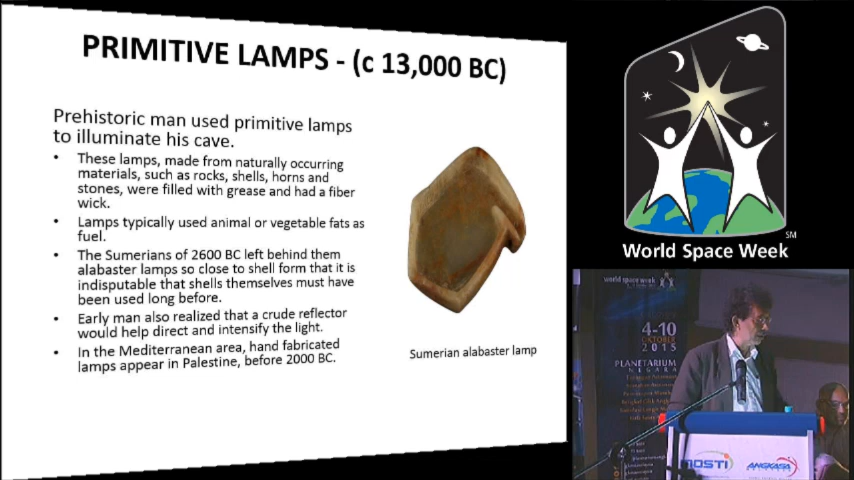 PRIMITIVE LAMPS - (c 13,000 BC)
Prehistoric man used primitive lamps
to illuminate his cave.
• These lamps, made from naturally occurring
materials, such as rocks, shells, horns and
stones, were filled with grease and had a fiber
wick.
• Lamps typically used animal or vegetable fats as
fuel.
• The Sumerians of 2600 BC left behind them
alabaster lamps so close to shell form that it is
indisputable that shells themselves must have
been used long before.
• Early man also realized that a crude reflector
would help direct and intensify the light.
• In the Mediterranean area, hand fabricated
lamps appear in Palestine, before 2000 BC.
Sumerian alabaster lamp
SM
World Space Week
world space week
4-10
OKTOBER
2015
PLANETARIUM
NEGARA
MOSTI
ANGKASA